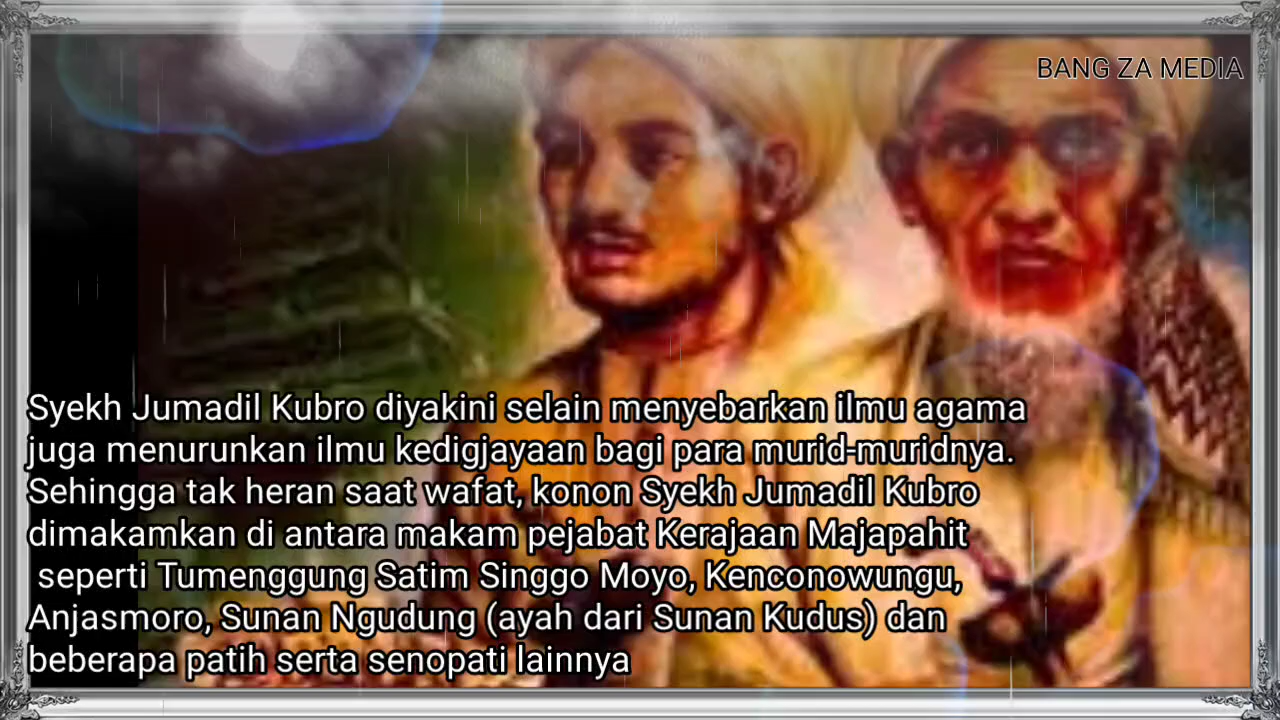 BANG ZA MEDIA
Syekh Jumadil Kubro diyakini selain menyebarkan ilmu agama
juga menurunkan ilmu kedigjayaan bagi para murid-muridnya.
Sehingga tak heran saat wafat, konon Syekh Jumadil Kubro
dimakamkan di antara makam pejabat Kerajaan Majapahit
seperti Tumenggung Satim Singgo Moyo, Kenconowungu,
Anjasmoro, Sunan Ngudung (ayah dari Sunan Kudus) dan
beberapa patih serta senopati lainnya